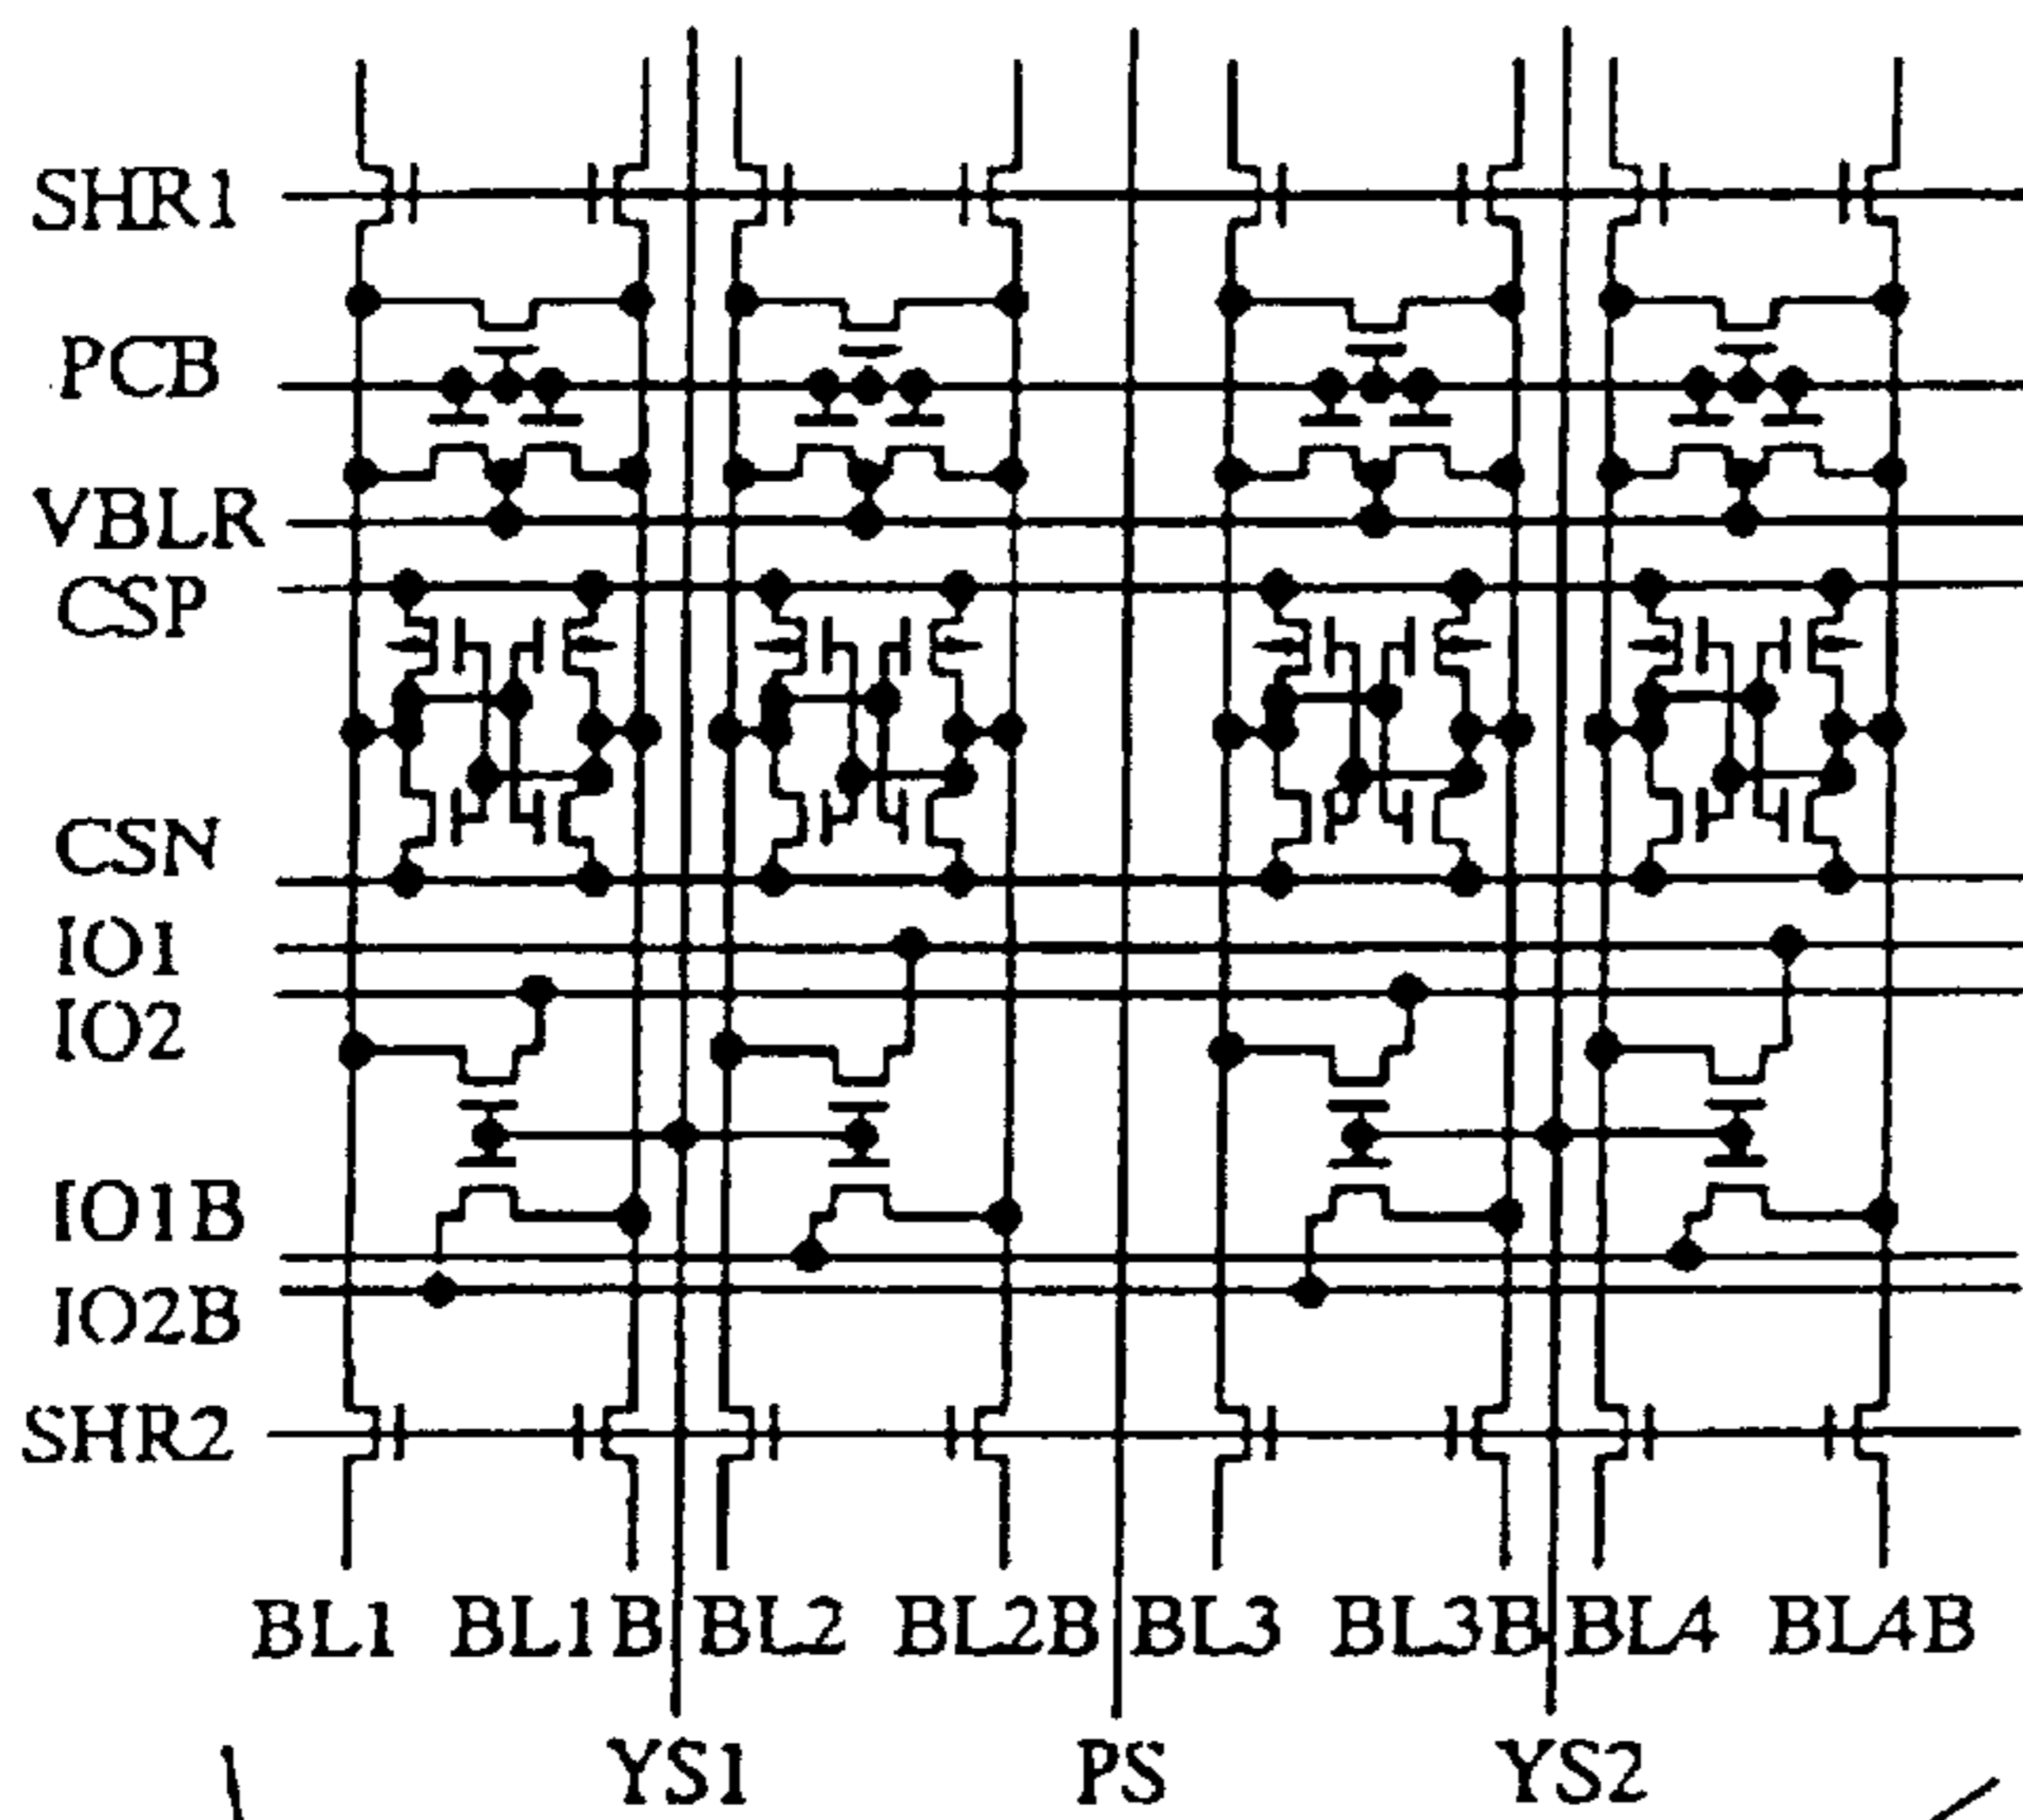 SHR1
PCB
VBLR
CSP
CSN
IO1
IO2
IO1B
IO2B
SHR2
BL1 BL1B BL2 BL2B BL3 BL3B BL4 BL4B
YS1 PS YS2